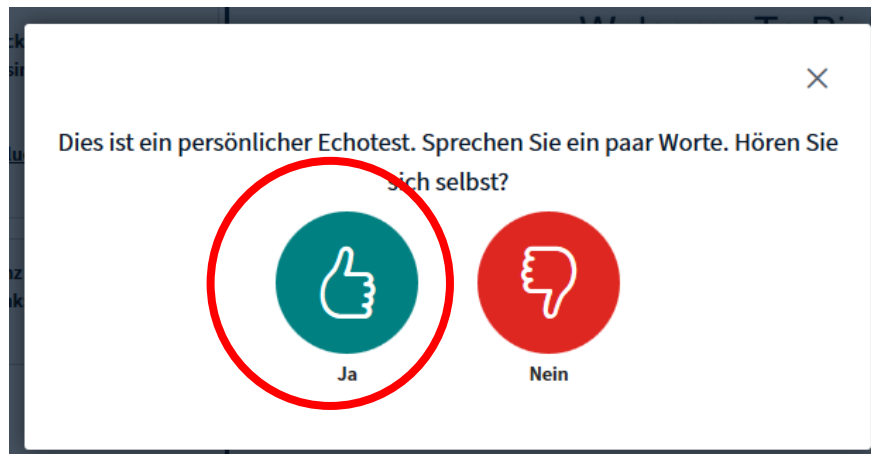 Dies ist ein persönlicher Echotest. Sprechen Sie ein paar Worte. Hören Sie
sich selbst?
Ja
Nein